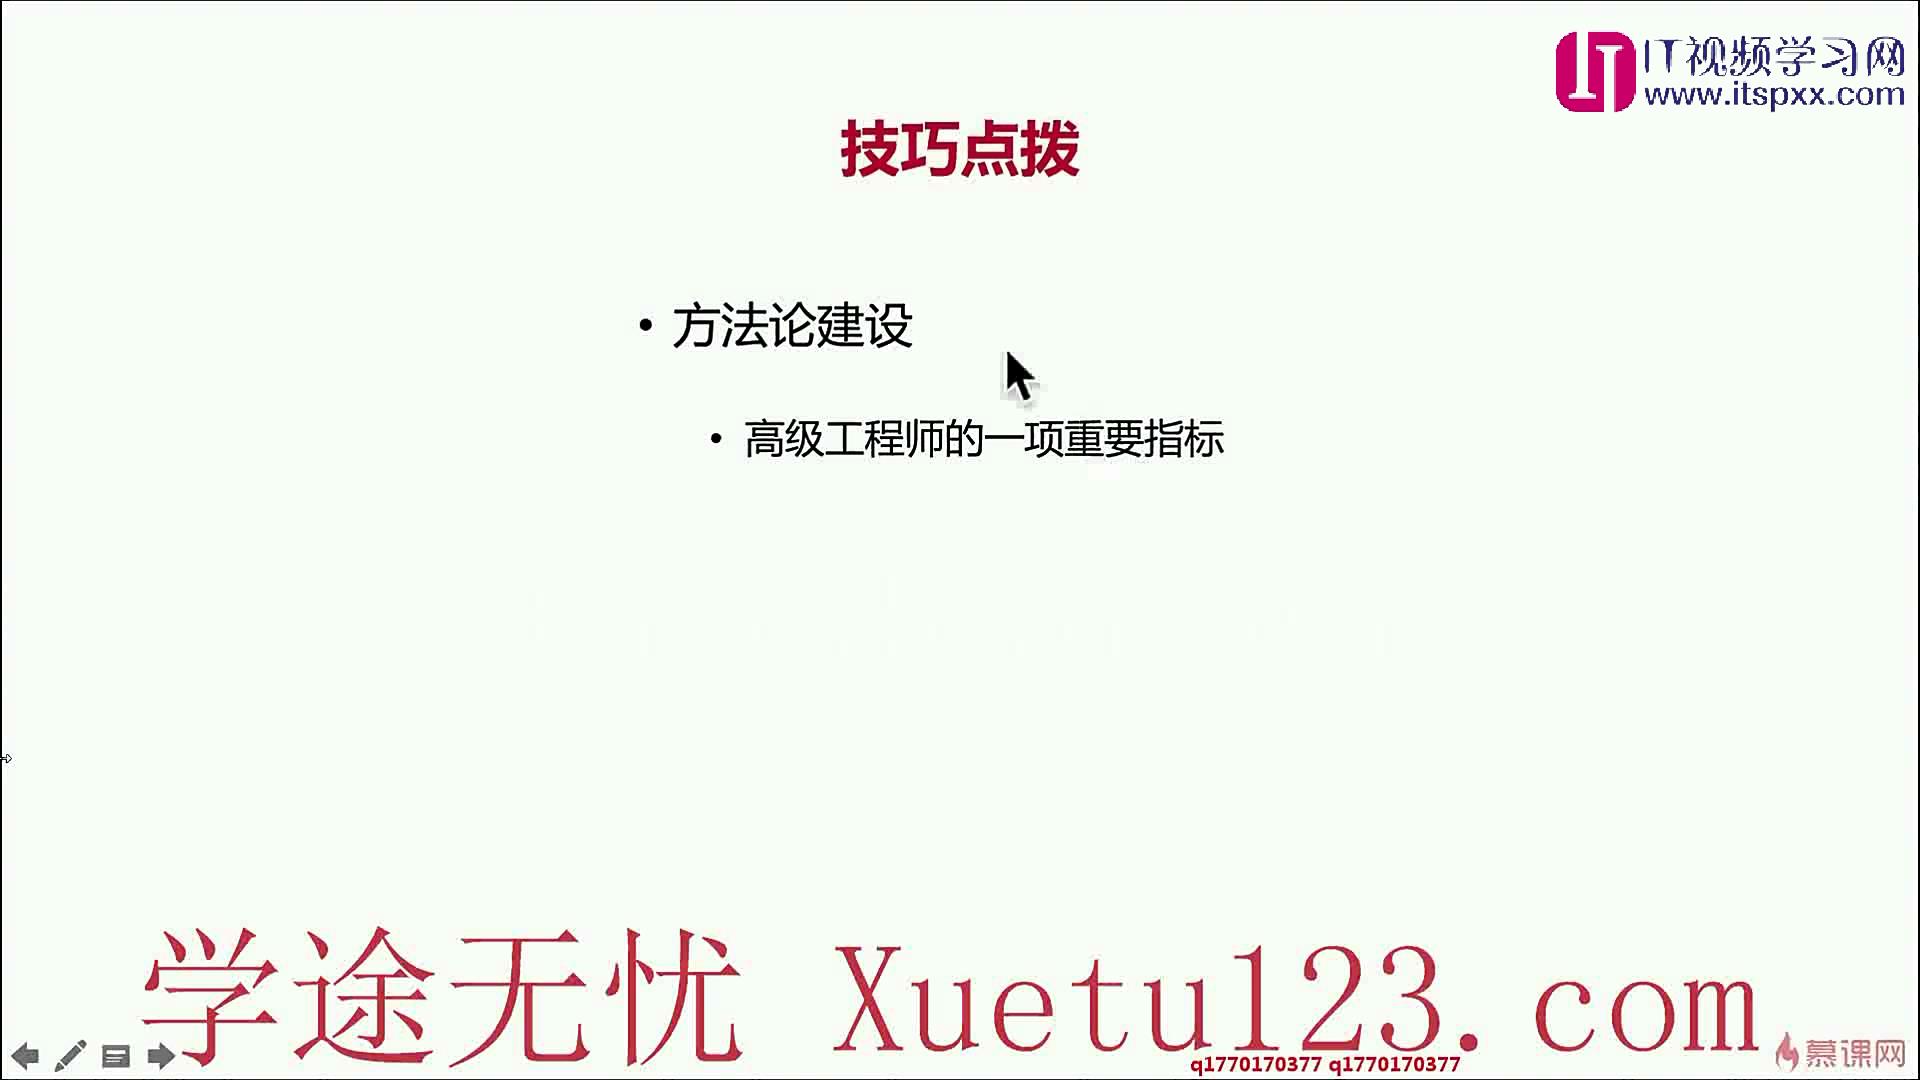 IT视频学习网
www.itspxx.com
技巧点拨
• 方法论建设
• 高级工程师的一项重要指标
学途无忧 Xuetu123.com
q1770170377 q1770170377
慕课网